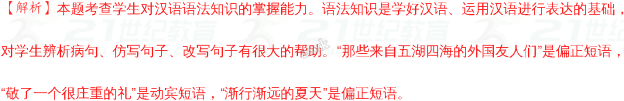 【解析】本题考查学生对汉语语法知识的掌握能力。语法知识是学好汉语、运用汉语进行表达的基础，
对学生辨析病句、仿写句子、改写句子有很大的帮助。“那些来自五湖四海的外国友人们”是偏正短语，
“敬了一个很庄重的礼”是动宾短语，“渐行渐远的夏天”是偏正短语。